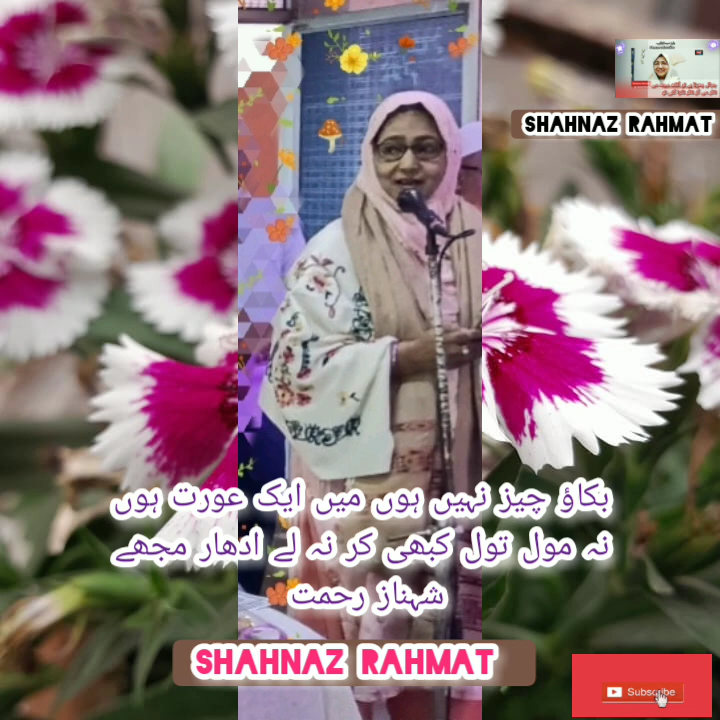 SHAHNAZ RAHMAT
بکاؤ چیز نہیں ہوں میں ایک عورت ہوں
نہ مول تول کبھی کر نہ لے ادھار مجھے
شہناز رحمت
SHAHNAZ RAHMAT
Subscribe